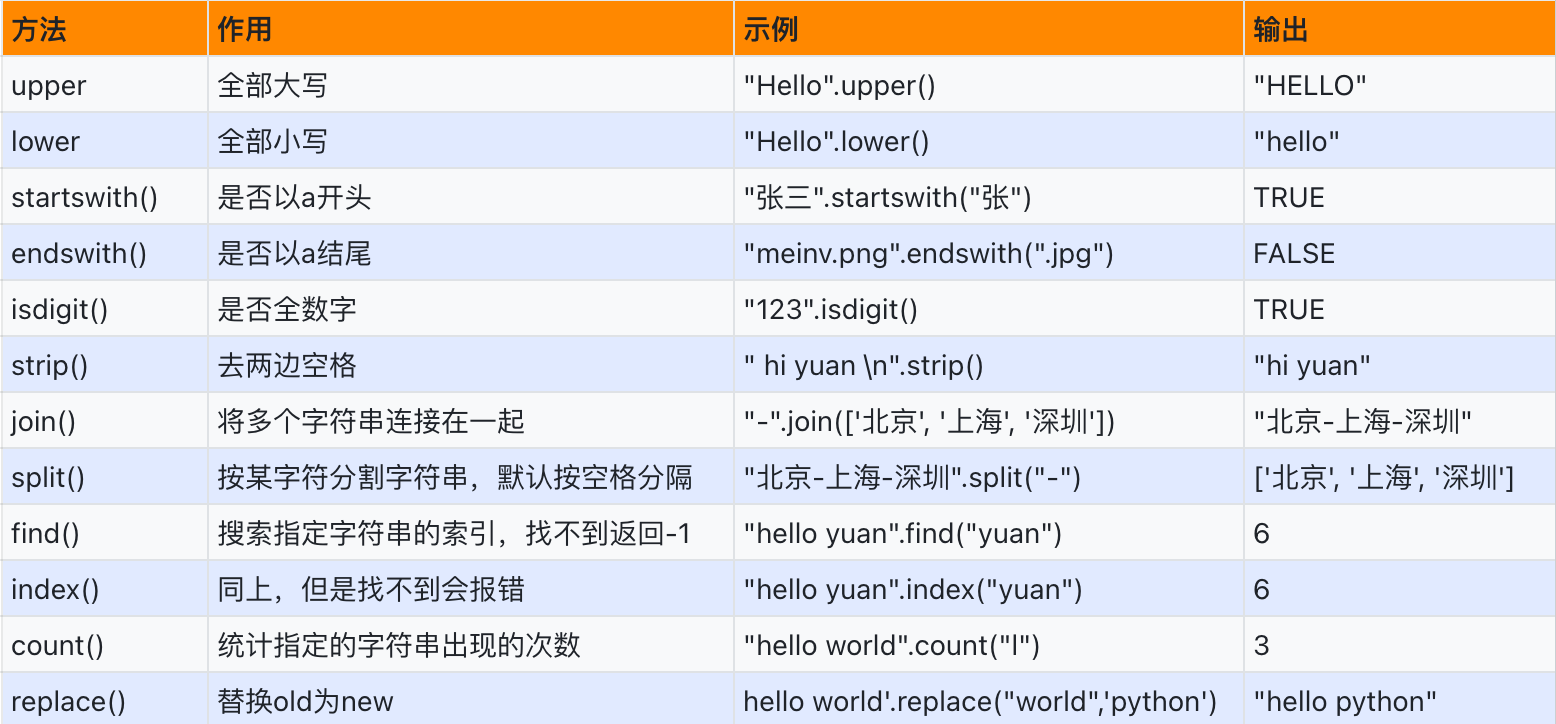 方法 作用 示例 输出
upper 全部大写 "Hello".upper() "HELLO"
lower 全部小写 "Hello".lower() "hello"
startswith() 是否以a开头 "张三".startswith("张") TRUE
endswith() 是否以a结尾 "meinv.png".endswith(".jpg") FALSE
isdigit() 是否全数字 "123".isdigit() TRUE
strip() 去两边空格 " hi yuan \n".strip() "hi yuan"
join() 将多个字符串连接在一起 "-".join(['北京', '上海', '深圳']) "北京-上海-深圳"
split() 按某字符分割字符串，默认按空格分隔 "北京-上海-深圳".split("-") ['北京', '上海', '深圳']
find() 搜索指定字符串的索引，找不到返回-1 "hello yuan".find("yuan") 6
index() 同上，但是找不到会报错 "hello yuan".index("yuan") 6
count() 统计指定的字符串出现的次数 "hello world".count("l") 3
replace() 替换old为new hello world'.replace("world",'python') "hello python"